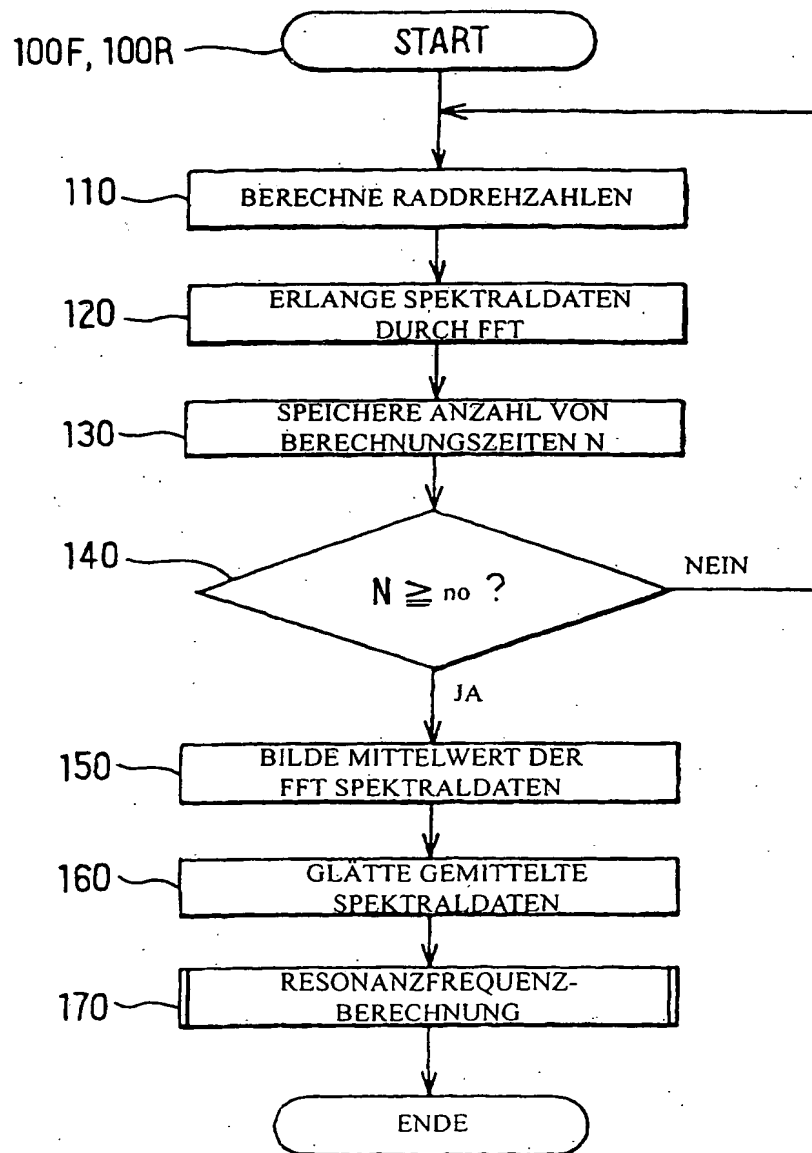 100F, 100R
START
110
BERECHNE RADDREHZAHLEN
120
ERLANGE SPEKTRALDATEN
DURCH FFT
130
SPEICHERE ANZAHL VON
BERECHNUNGSZEITEN N
140
N ≧ no ?
NEIN
JA
150
BILDE MITTELWERT DER
FFT SPEKTRALDATEN
160
GLÄTTE GEMITTELTE
SPEKTRALDATEN
170
RESONANZFREQUENZ-
BERECHNUNG
ENDE